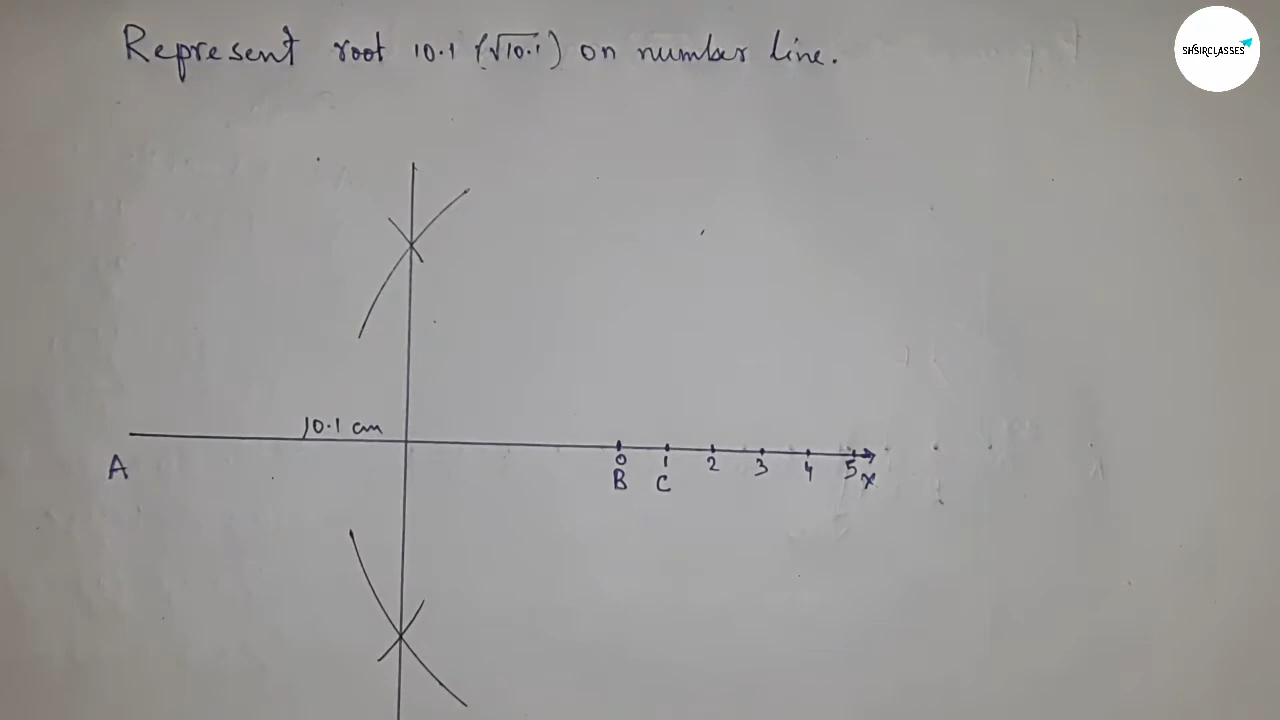 Represent root 10.1 (√10.1) on number line.
SHSIRCLASSES
10.1 cm
A
0 1 2 3 4 5
B C X